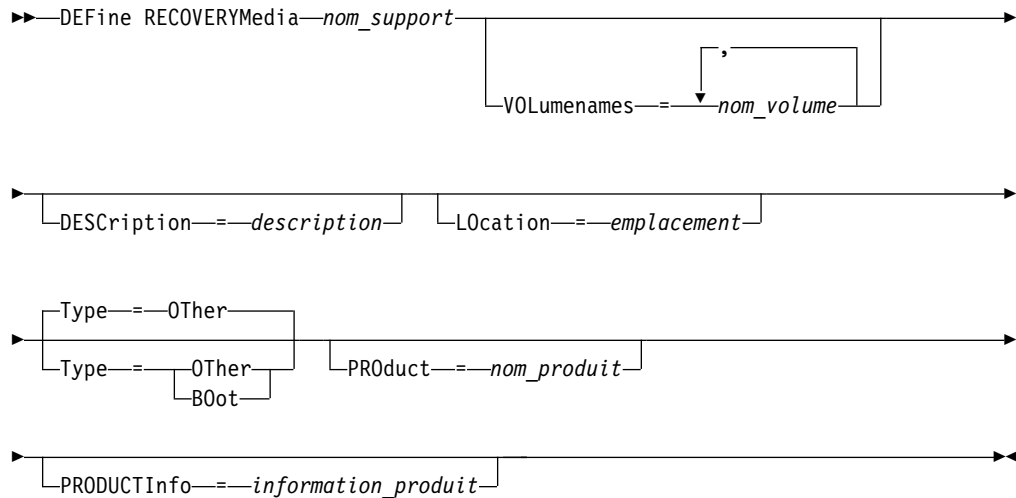 DEFine RECOVERYMedia nom_support
,
VOLumenames = nom_volume
DESCription = description LOcation = emplacement
Type = OTher
Type = OTher PROduct = nom_produit
BOot
PRODUCTInfo = information_produit